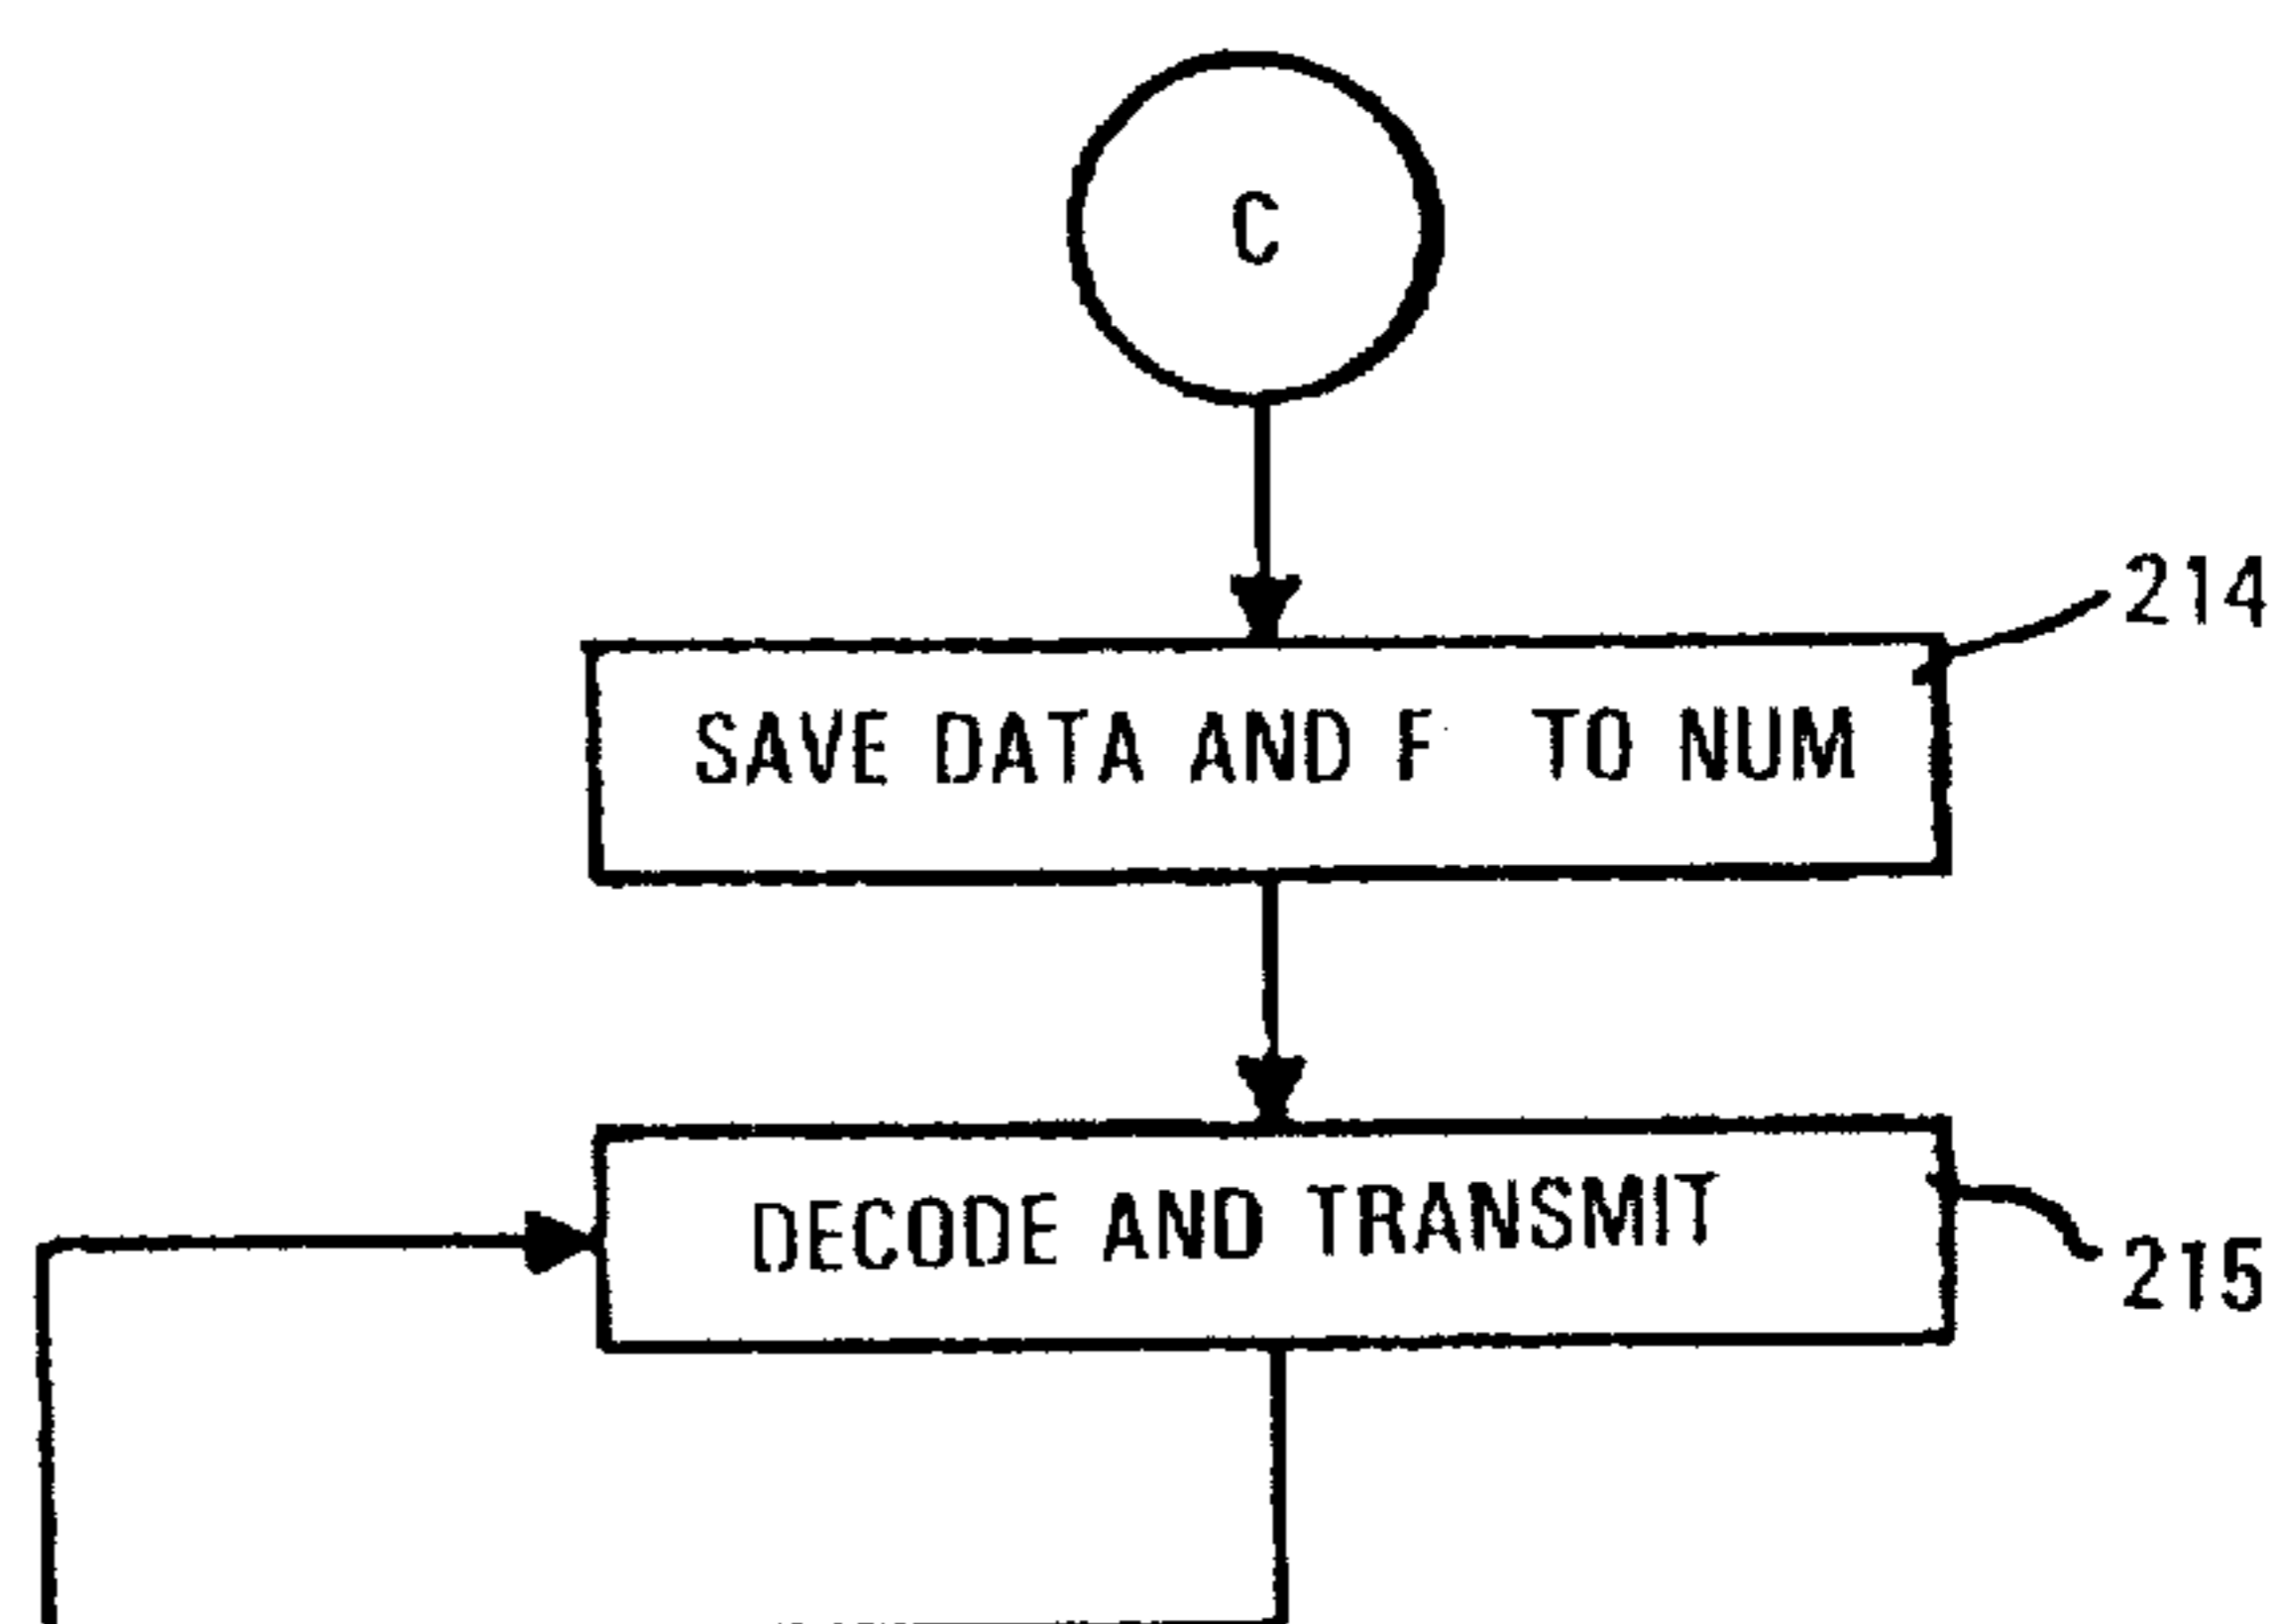 C
214
SAVE DATA AND F TO NUM
DECODE AND TRANSMIT
215